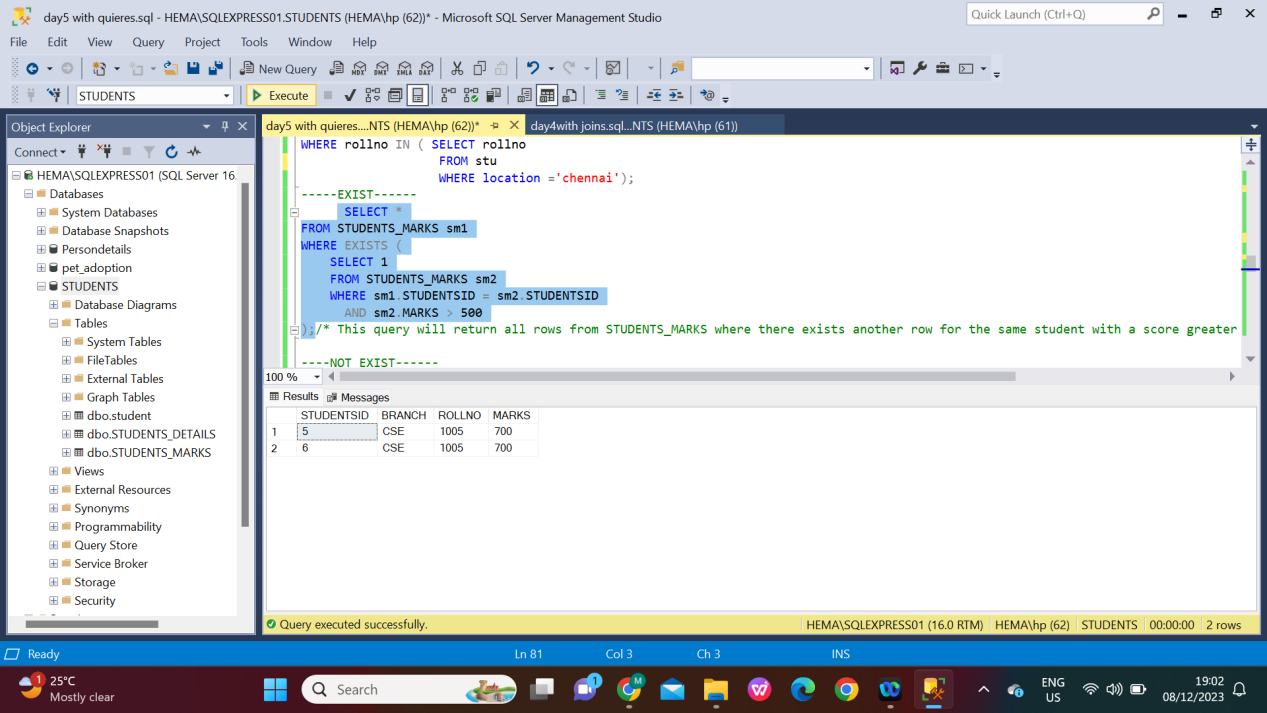 day5 with quieres.sql - HEMA\SQLEXPRESS01.STUDENTS (HEMA\hp (62))* - Microsoft SQL Server Management Studio
Quick Launch (Ctrl+Q)
File Edit View Query Project Tools Window Help
New Query MDX DMX XMLA DAX
STUDENTS Execute
Object Explorer
Connect
HEMA\SQLEXPRESS01 (SQL Server 16.
Databases
System Databases
Database Snapshots
Persondetails
pet_adoption
STUDENTS
Database Diagrams
Tables
System Tables
FileTables
External Tables
Graph Tables
dbo.student
dbo.STUDENTS_DETAILS
dbo.STUDENTS_MARKS
Views
External Resources
Synonyms
Programmability
Query Store
Service Broker
Storage
Security
day5 with quieres....NTS (HEMA\hp (62))* day4with joins.sql...NTS (HEMA\hp (61))
WHERE rollno IN ( SELECT rollno
FROM stu
WHERE location ='chennai');
-----EXIST------
SELECT *
FROM STUDENTS_MARKS sm1
WHERE EXISTS (
SELECT 1
FROM STUDENTS_MARKS sm2
WHERE sm1.STUDENTSID = sm2.STUDENTSID
AND sm2.MARKS > 500
);/* This query will return all rows from STUDENTS_MARKS where there exists another row for the same student with a score greater
----NOT EXIST------
100 %
Results Messages
STUDENTSID BRANCH ROLLNO MARKS
1 5 CSE 1005 700
2 6 CSE 1005 700
Query executed successfully. HEMA\SQLEXPRESS01 (16.0 RTM) HEMA\hp (62) STUDENTS 00:00:00 2 rows
Ready Ln 81 Col 3 Ch 3 INS
1 25°C
Mostly clear
Search
1
M
ENG
US
19:02
08/12/2023